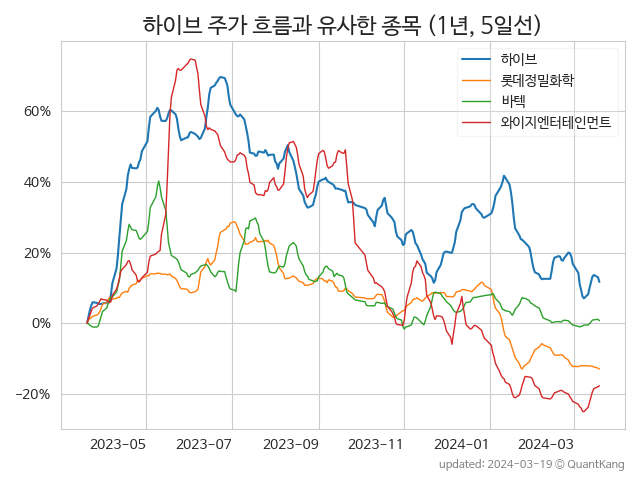 하이브 주가 흐름과 유사한 종목 (1년, 5일선)
하이브
롯데정밀화학
바텍
와이지엔터테인먼트
60%
40%
20%
0%
−20%
2023-05
2023-07
2023-09
2023-11
2024-01
2024-03
updated: 2024-03-19 © QuantKang